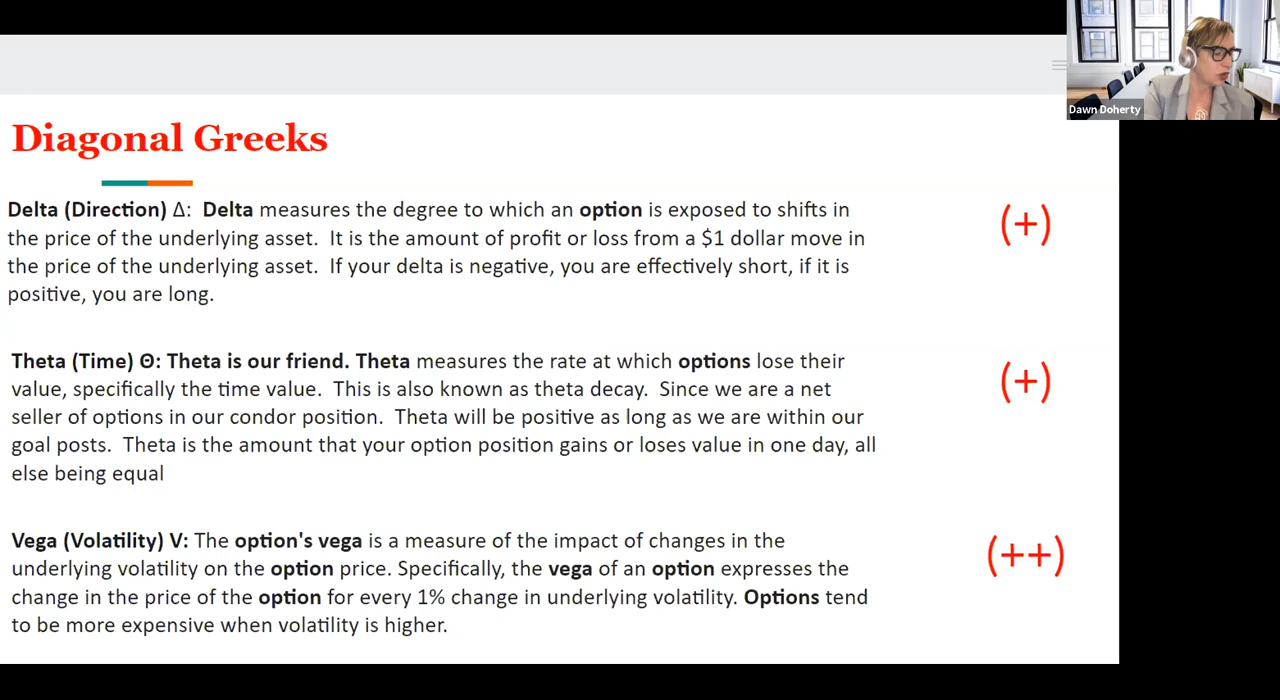 Dawn Doherty
Diagonal Greeks
Delta (Direction) Δ: Delta measures the degree to which an option is exposed to shifts in
the price of the underlying asset. It is the amount of profit or loss from a $1 dollar move in
the price of the underlying asset. If your delta is negative, you are effectively short, if it is
positive, you are long.
(+)
Theta (Time) Θ: Theta is our friend. Theta measures the rate at which options lose their
value, specifically the time value. This is also known as theta decay. Since we are a net
seller of options in our condor position. Theta will be positive as long as we are within our
goal posts. Theta is the amount that your option position gains or loses value in one day, all
else being equal
(+)
Vega (Volatility) V: The option's vega is a measure of the impact of changes in the
underlying volatility on the option price. Specifically, the vega of an option expresses the
change in the price of the option for every 1% change in underlying volatility. Options tend
to be more expensive when volatility is higher.
(++)